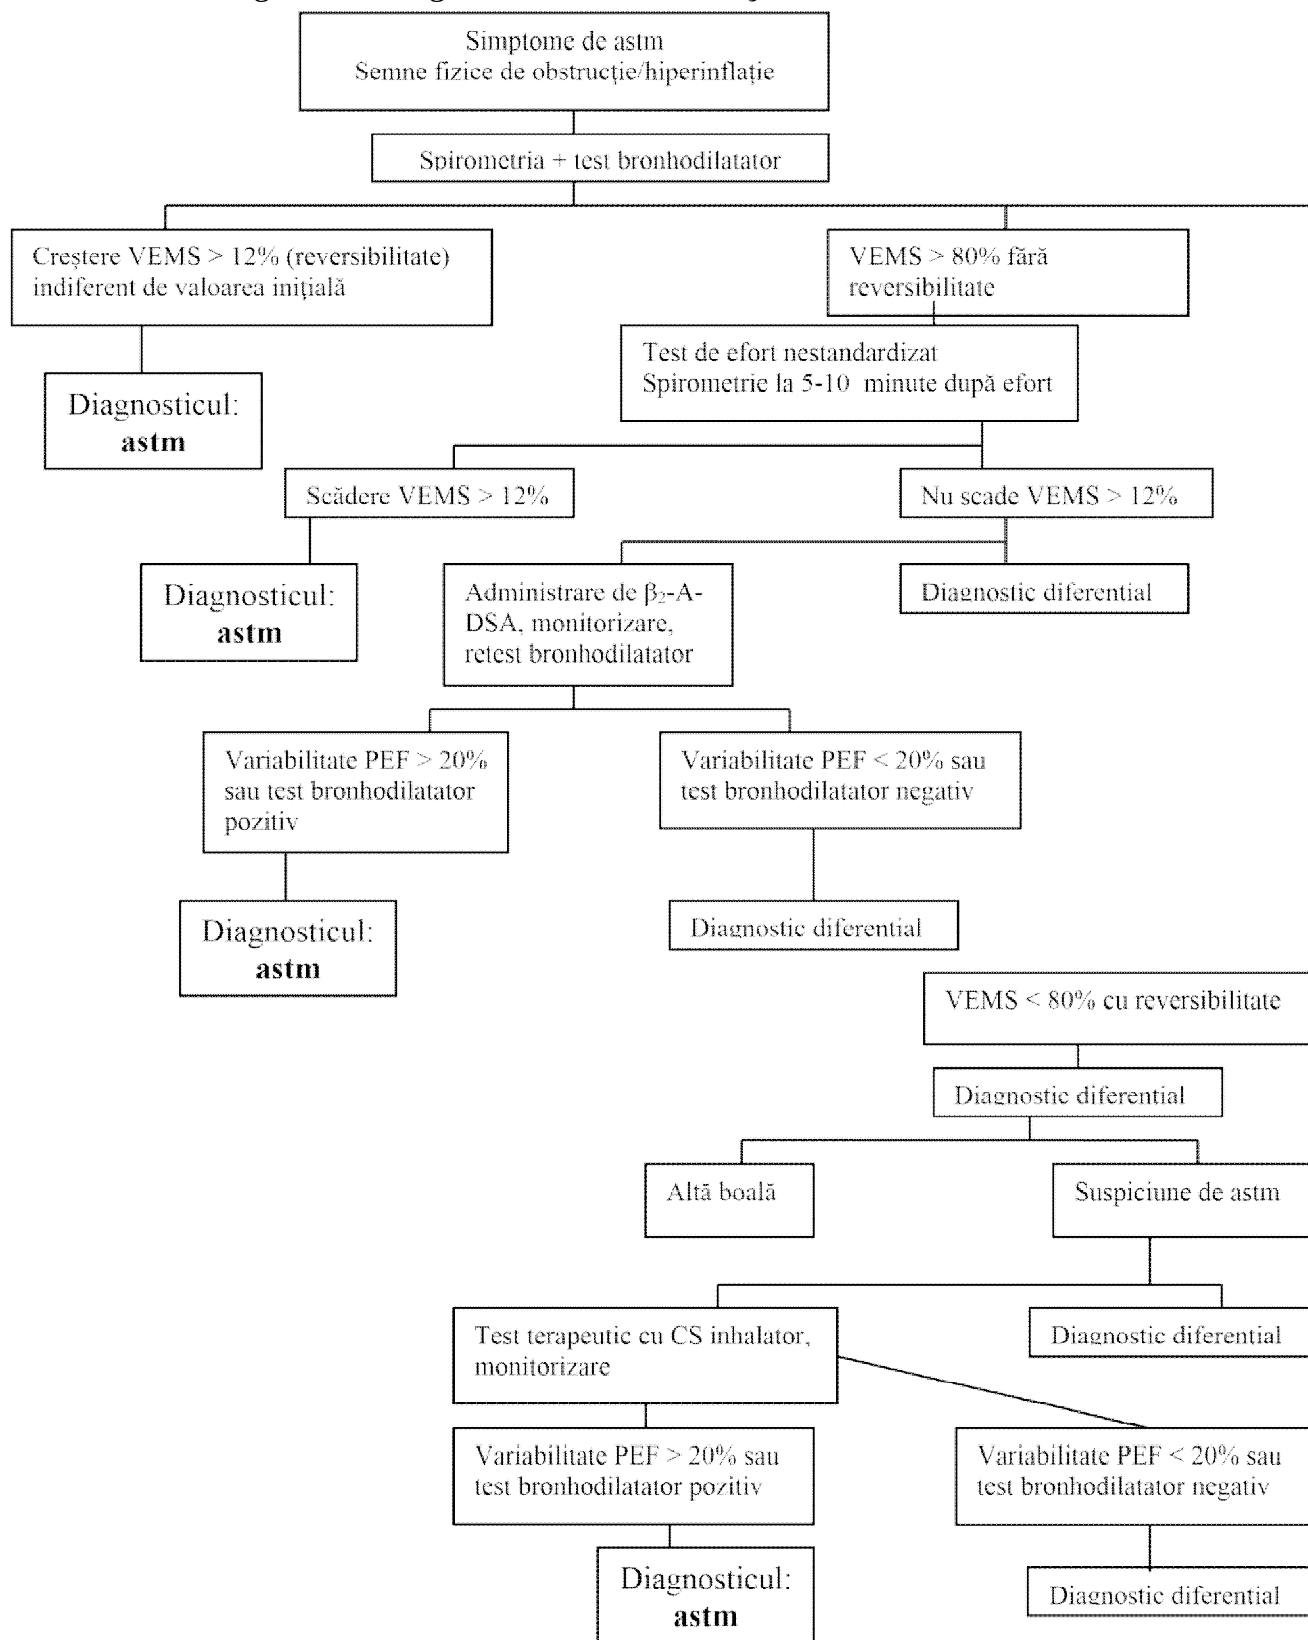 Simptome de astm
Semne fizice de obstrucție/hiperinflație
Spirometria + test bronhodilatator
Creștere VEMS > 12% (reversibilitate)
indiferent de valoarea inițială
VEMS > 80% fără
reversibilitate
Test de efort nestandardizat
Spirometrie la 5-10 minute după efort
Diagnosticul:
astm
Scădere VEMS > 12%
Nu scade VEMS > 12%
Diagnosticul:
astm
Administrare de β₂-A-
DSA, monitorizare,
retest bronhodilatator
Diagnostic diferential
Variabilitate PEF > 20%
sau test bronhodilatator
pozitiv
Variabilitate PEF < 20% sau
test bronhodilatator negativ
Diagnosticul:
astm
Diagnostic diferential
VEMS < 80% cu reversibilitate
Diagnostic diferential
Altă boală
Suspiciune de astm
Test terapeutic cu CS inhalator,
monitorizare
Diagnostic diferential
Variabilitate PEF > 20% sau
test bronhodilatator pozitiv
Variabilitate PEF < 20% sau
test bronhodilatator negativ
Diagnosticul:
astm
Diagnostic diferential